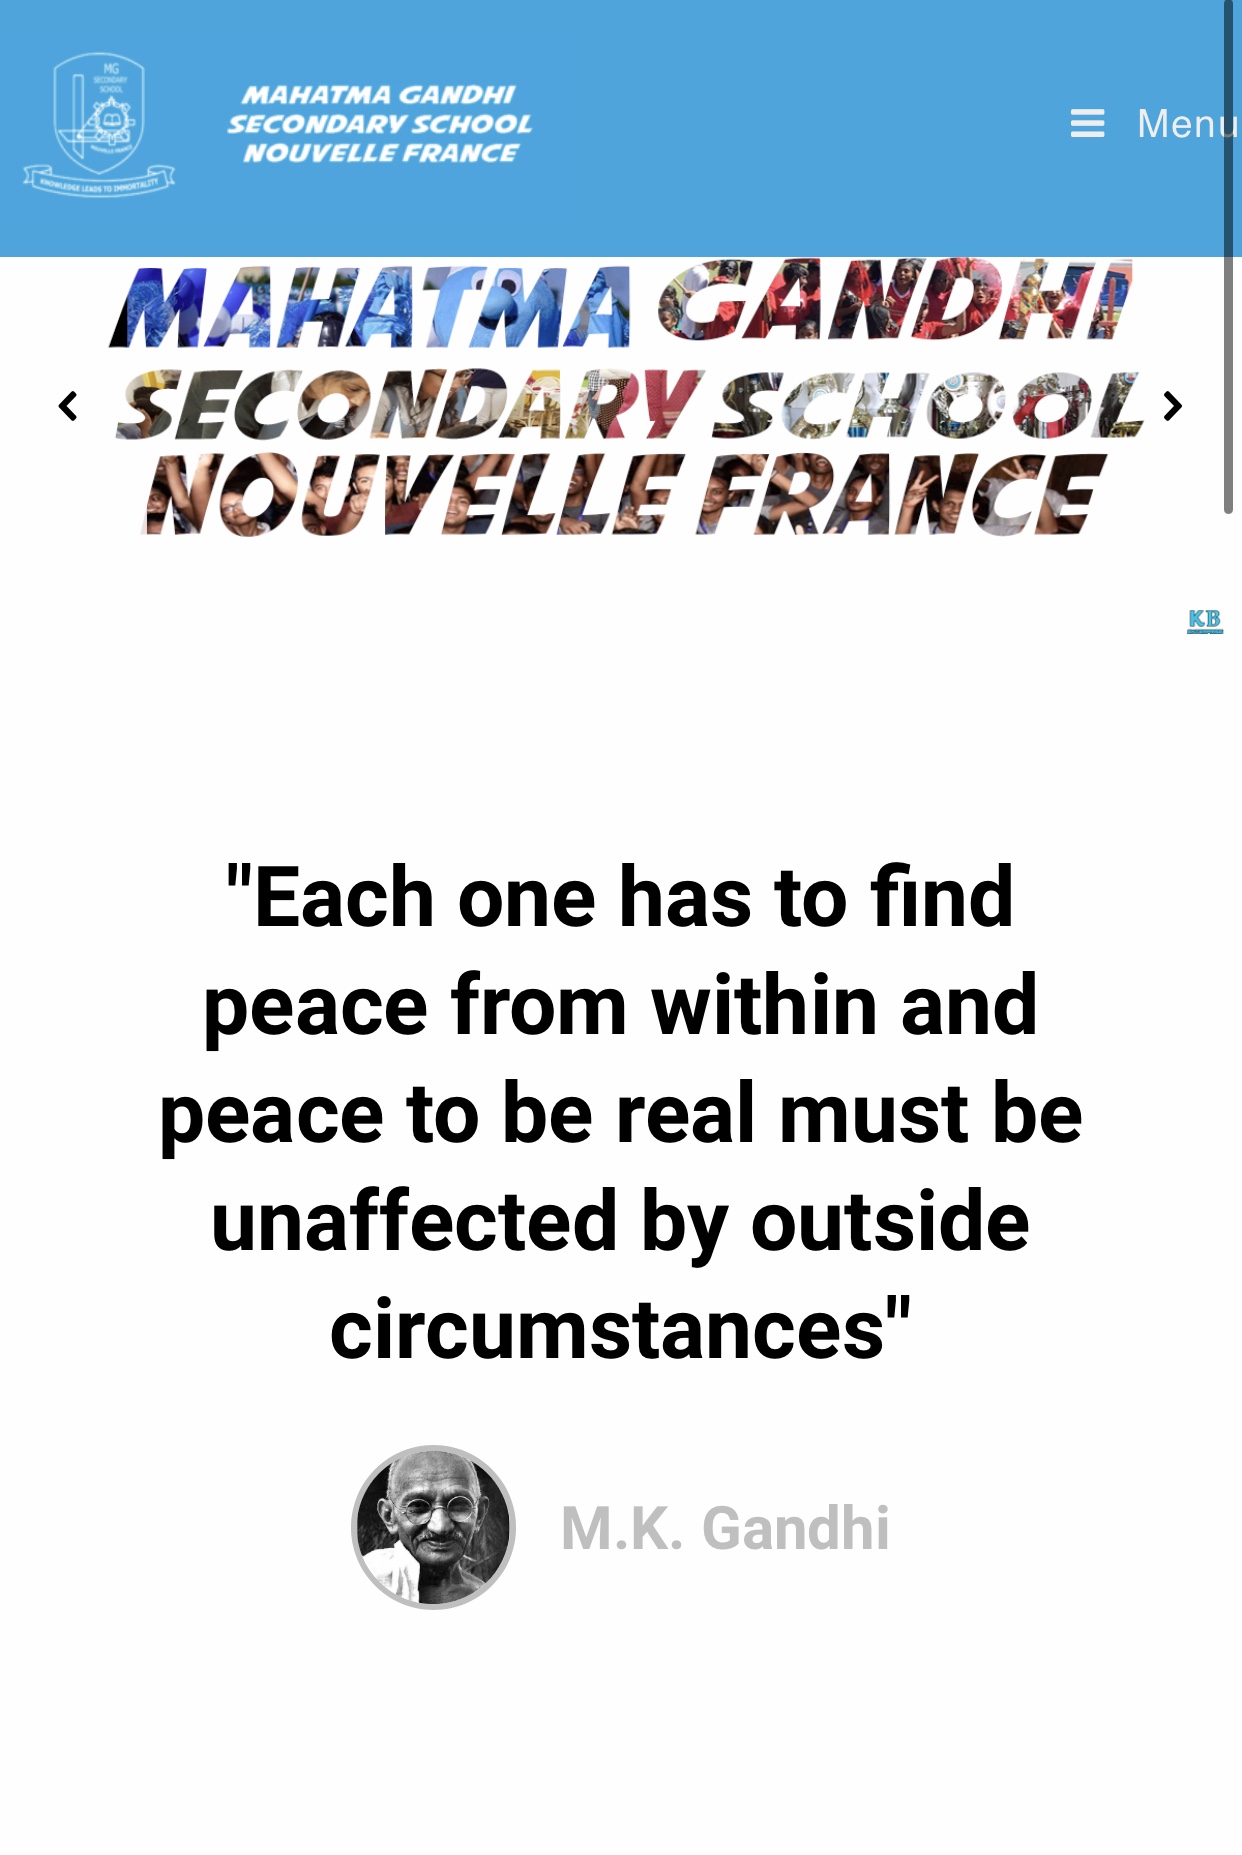 MG
SECONDARY
SCHOOL
NOUVELLE FRANCE
KNOWLEDGE LEADS TO IMMORTALITY
MAHATMA GANDHI
SECONDARY SCHOOL
NOUVELLE FRANCE
Menu
MAHATMA GANDHI
SECONDARY SCHOOL
NOUVELLE FRANCE
KB
"Each one has to find
peace from within and
peace to be real must be
unaffected by outside
circumstances"
M.K. Gandhi